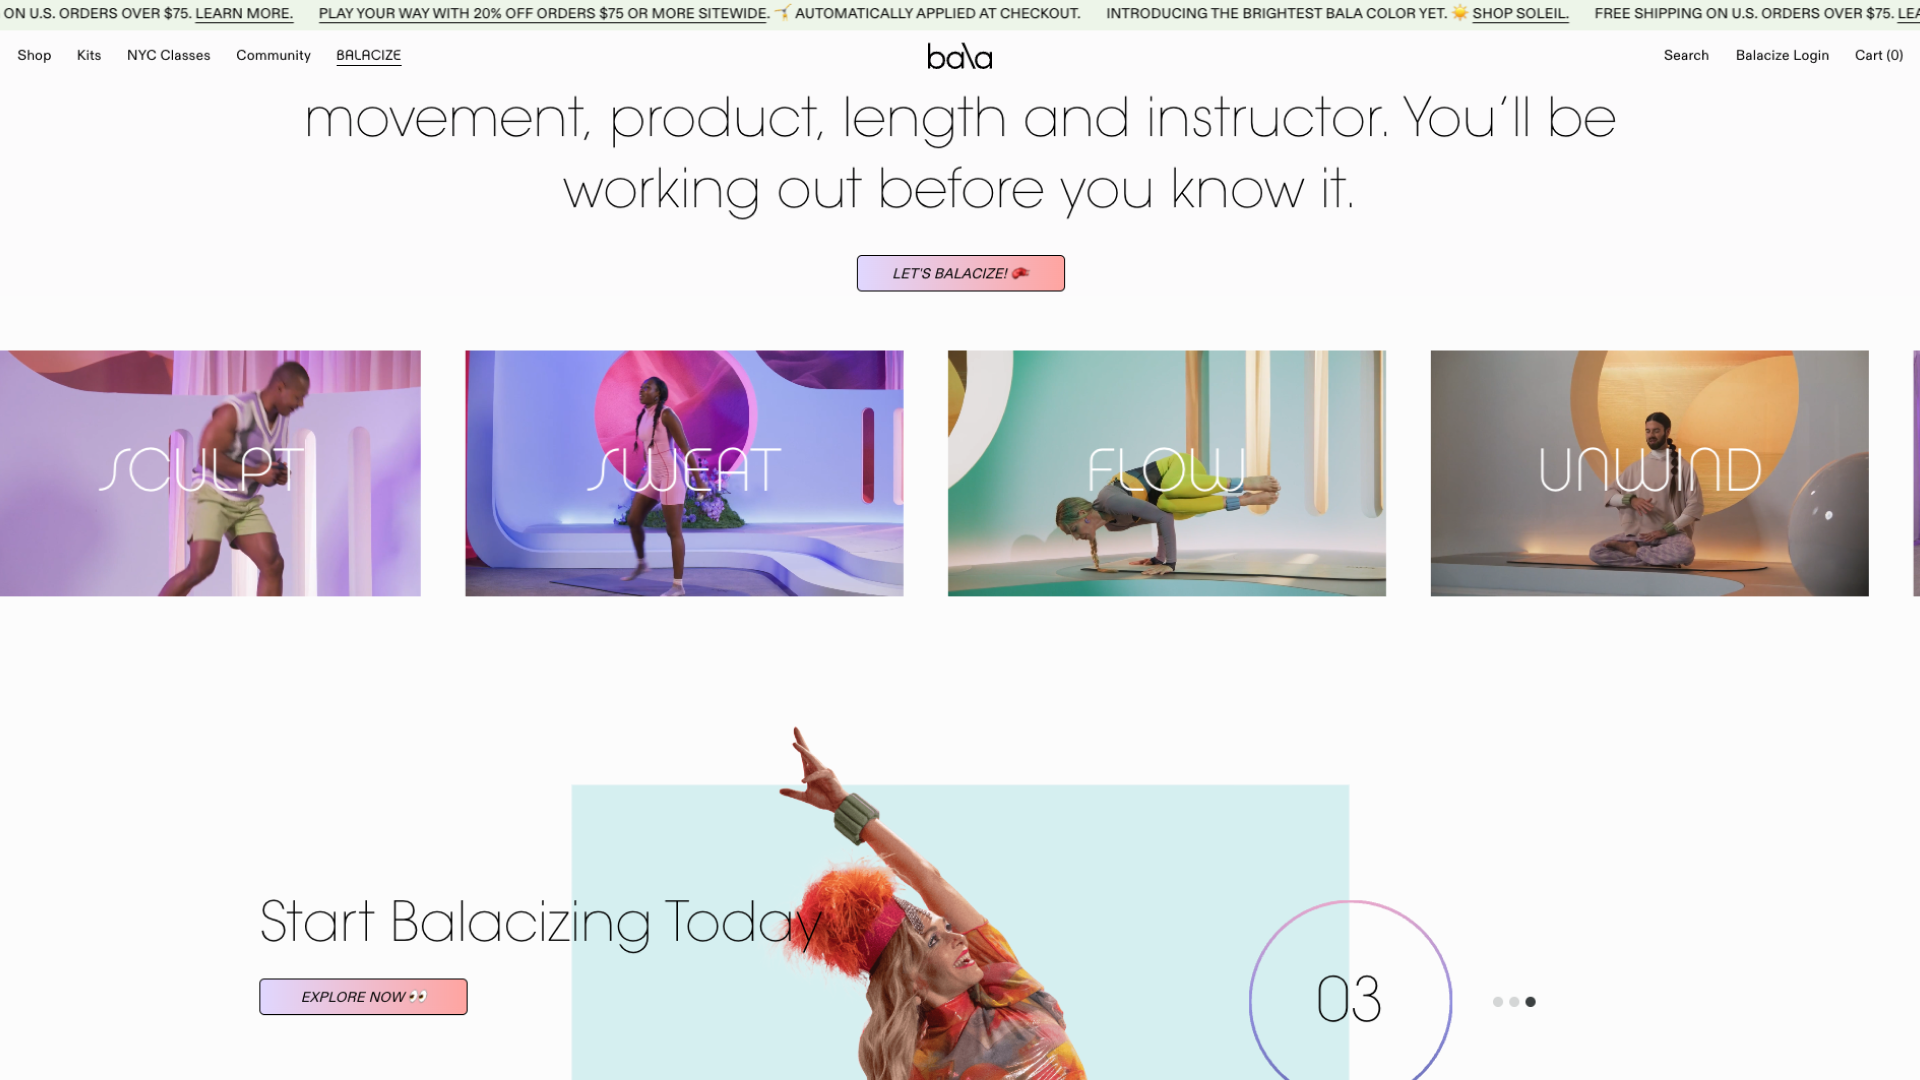 ON U.S. ORDERS OVER $75. LEARN MORE. PLAY YOUR WAY WITH 20% OFF ORDERS $75 OR MORE SITEWIDE. 🤸 AUTOMATICALLY APPLIED AT CHECKOUT. INTRODUCING THE BRIGHTEST BALA COLOR YET. ☀️ SHOP SOLEIL. FREE SHIPPING ON U.S. ORDERS OVER $75.
Shop Kits NYC Classes Community BALACIZE bala Search Balacize Login Cart (0)
movement, product, length and instructor. You’ll be
working out before you know it.
LET'S BALACIZE!
SCULPT SWEAT FLOW UNWIND
Start Balacizing Today
EXPLORE NOW 👀
03